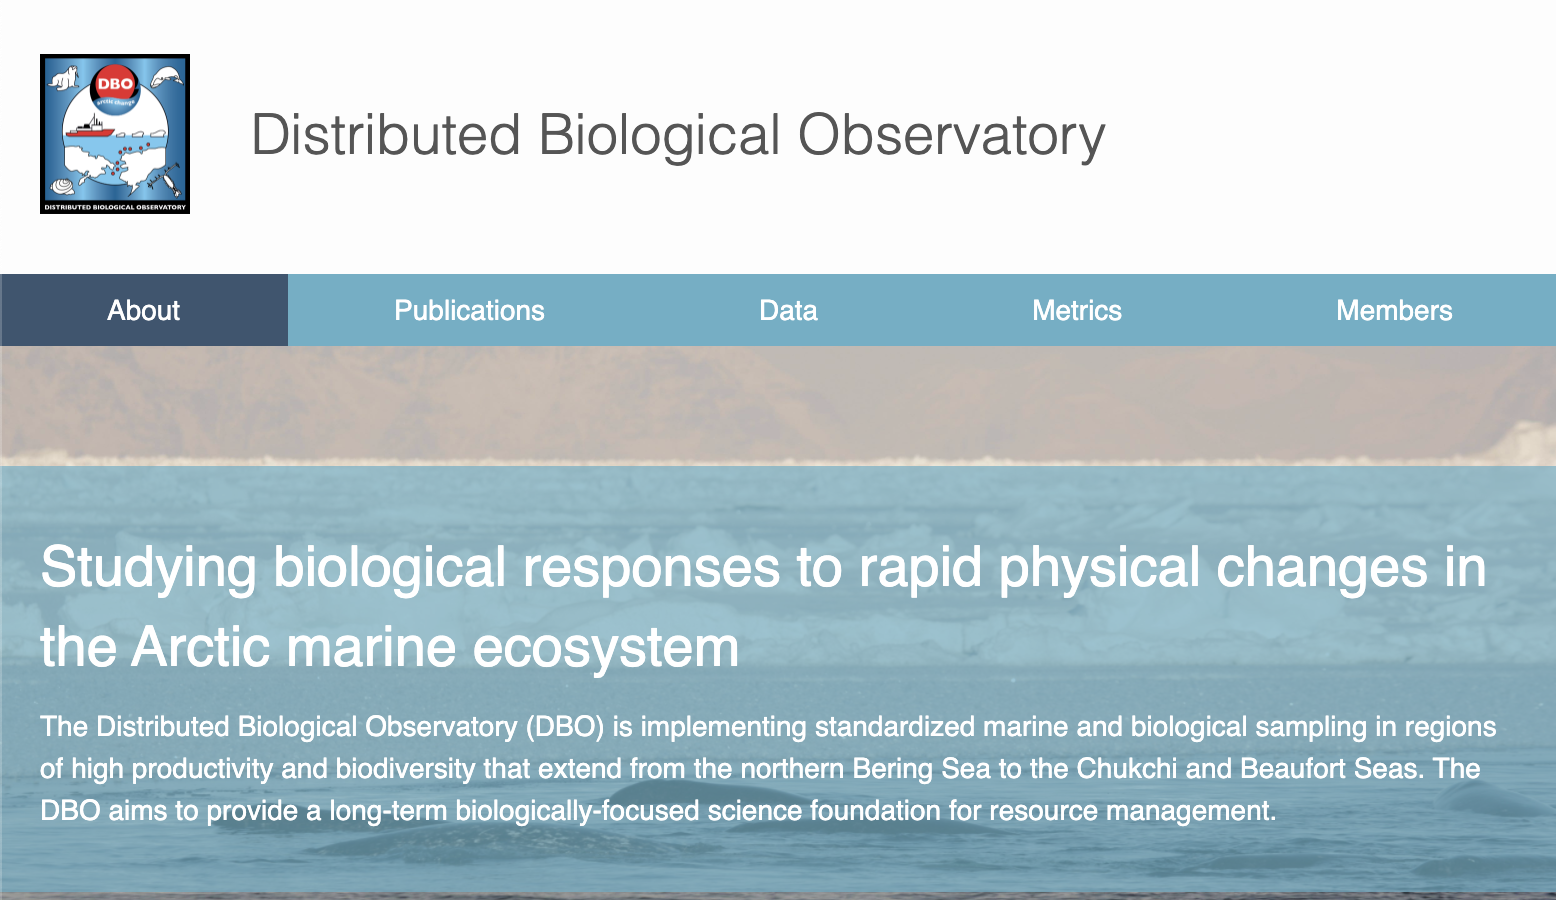 DBO
arctic change
DISTRIBUTED BIOLOGICAL OBSERVATORY
Distributed Biological Observatory
About
Publications
Data
Metrics
Members
Studying biological responses to rapid physical changes in
the Arctic marine ecosystem
The Distributed Biological Observatory (DBO) is implementing standardized marine and biological sampling in regions
of high productivity and biodiversity that extend from the northern Bering Sea to the Chukchi and Beaufort Seas. The
DBO aims to provide a long-term biologically-focused science foundation for resource management.